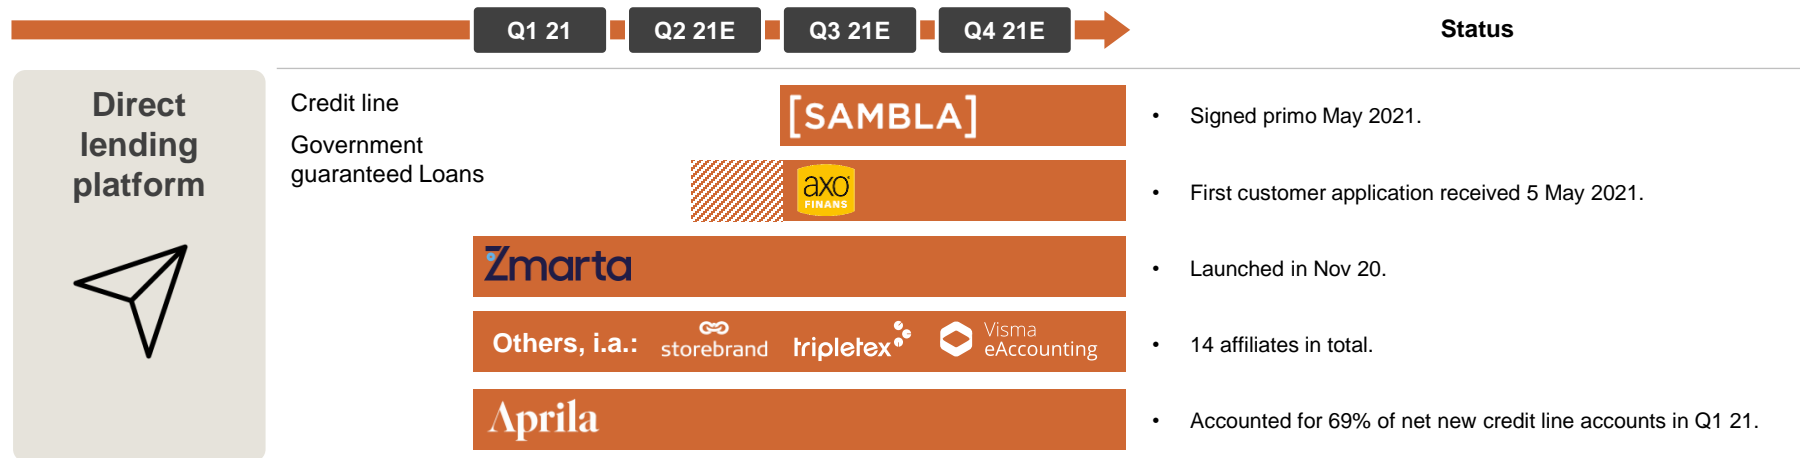 Q1 21
Q2 21E
Q3 21E
Q4 21E
Status
Direct
lending
platform
Credit line
Government
guaranteed Loans
[SAMBLA]
• Signed primo May 2021.
axo
FINANS
• First customer application received 5 May 2021.
Zmarta
• Launched in Nov 20.
Others, i.a.:
storebrand
tripletex
Visma
eAccounting
• 14 affiliates in total.
Aprila
• Accounted for 69% of net new credit line accounts in Q1 21.